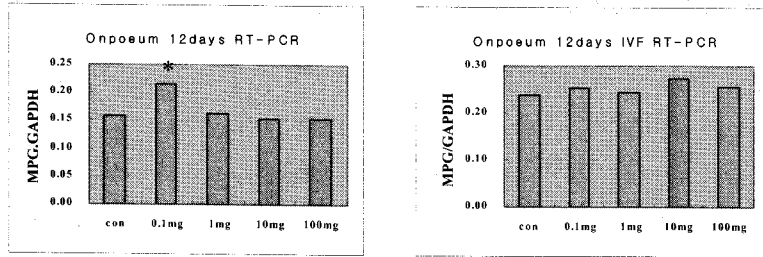 Onpoeum 12days RT-PCR
*
0.25
0.20
0.15
0.10
0.05
0.00
MPG.GAPDH
con 0.1mg 1mg 10mg 100mg
Onpoeum 12days IVF RT-PCR
0.30
0.20
0.10
0.00
MPG/GAPDH
con 0.1mg 1mg 10mg 100mg